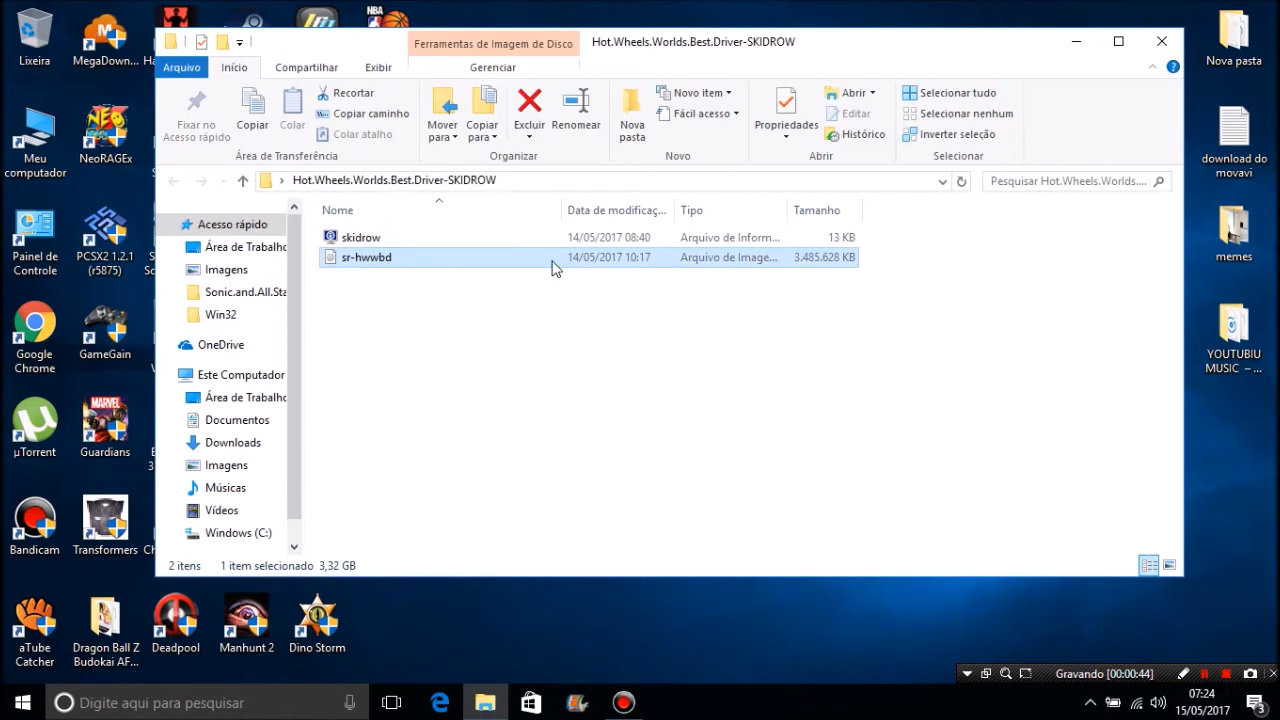 Lixeira
MegaDown...
NBA
Meu
computador
NeoRAGEx
Painel de
Controle
PCSX2 1.2.1
(r5875)
Google
Chrome
GameGain
µTorrent
MARVEL
Guardians
Bandicam
Transformers
aTube
Catcher
Dragon Ball Z
Budokai AF...
Deadpool
Manhunt 2
Dino Storm
Nova pasta
download do
movavi
memes
YOUTUBIU
MUSIC – ...
Ferramentas de Imagem de Disco
Hot.Wheels.Worlds.Best.Driver-SKIDROW
Arquivo
Início
Compartilhar
Exibir
Gerenciar
Fixar no
Acesso rápido
Copiar
Colar
Recortar
Copiar caminho
Colar atalho
Área de Transferência
Mover
para
Copiar
para
Excluir
Renomear
Organizar
Nova
pasta
Novo item
Fácil acesso
Novo
Propriedades
Abrir
Editar
Histórico
Abrir
Selecionar tudo
Selecionar nenhum
Inverter seleção
Selecionar
Hot.Wheels.Worlds.Best.Driver-SKIDROW
Pesquisar Hot.Wheels.Worlds....
Acesso rápido
Área de Trabalho
Imagens
Sonic.and.All.Sta
Win32
OneDrive
Este Computador
Área de Trabalho
Documentos
Downloads
Imagens
Músicas
Vídeos
Windows (C:)
Nome
Data de modificaç...
Tipo
Tamanho
skidrow
14/05/2017 08:40
Arquivo de Inform...
13 KB
sr-hwwbd
14/05/2017 10:17
Arquivo de Image...
3.485.628 KB
2 itens
1 item selecionado 3,32 GB
Gravando [00:00:44]
Digite aqui para pesquisar
07:24
15/05/2017
3